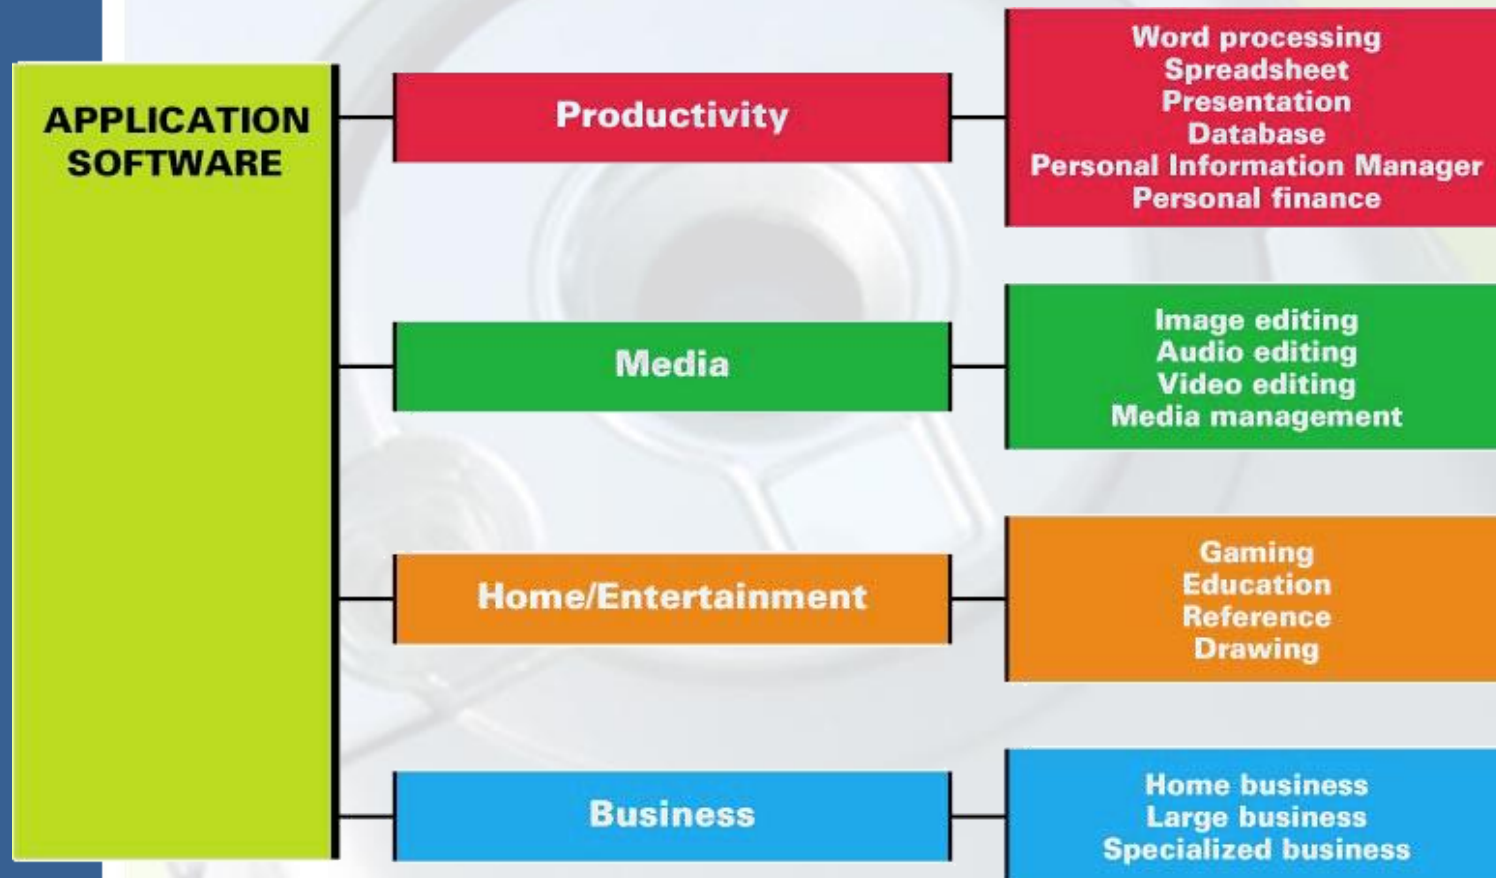 APPLICATION
SOFTWARE
Productivity
Word processing
Spreadsheet
Presentation
Database
Personal Information Manager
Personal finance
Media
Image editing
Audio editing
Video editing
Media management
Home/Entertainment
Gaming
Education
Reference
Drawing
Business
Home business
Large business
Specialized business